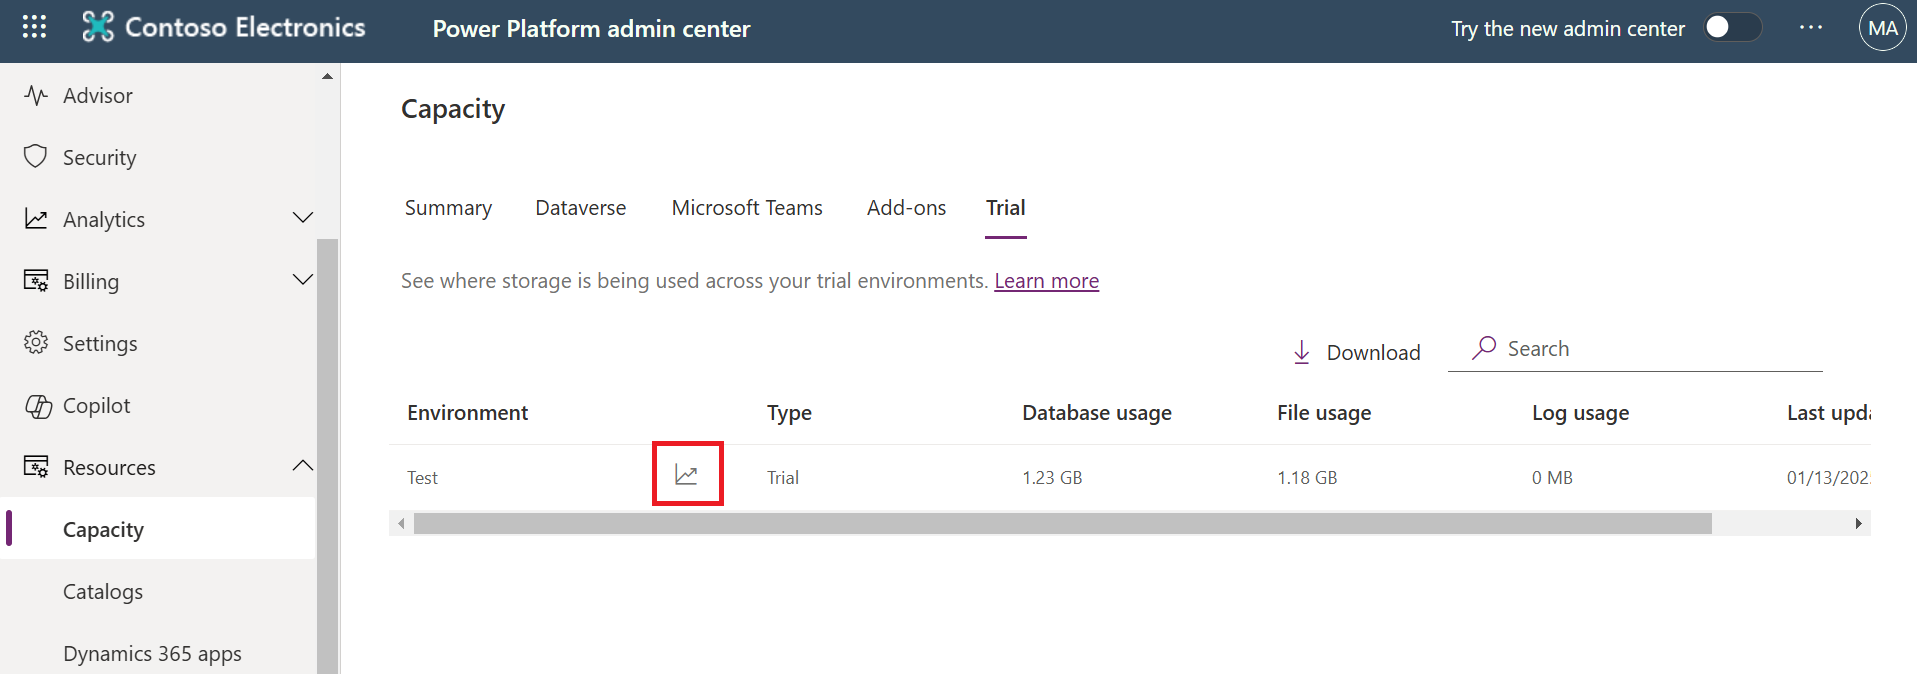 Contoso Electronics
Power Platform admin center
Try the new admin center
MA
Advisor
Security
Analytics
Billing
Settings
Copilot
Resources
Capacity
Catalogs
Dynamics 365 apps
Capacity
Summary Dataverse Microsoft Teams Add-ons Trial
See where storage is being used across your trial environments. Learn more
Download Search
Environment Type Database usage File usage Log usage Last upda
Test Trial 1.23 GB 1.18 GB 0 MB 01/13/202